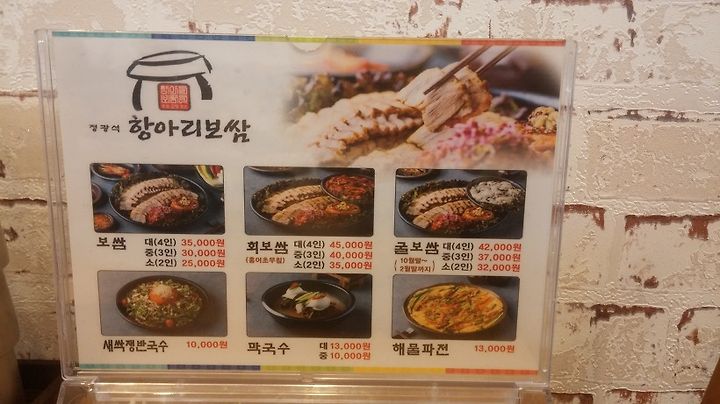 정광석 항아리보쌈
보쌈 대(4인) 35,000원
중(3인) 30,000원
소(2인) 25,000원
회보쌈 대(4인) 45,000원
(홍어초무침) 중(3인) 40,000원
소(2인) 35,000원
굴보쌈 대(4인) 42,000원
(10월말~ 중(3인) 37,000원
2월말까지) 소(2인) 32,000원
새싹쟁반국수 10,000원
막국수 대 13,000원
중 10,000원
해물파전 13,000원